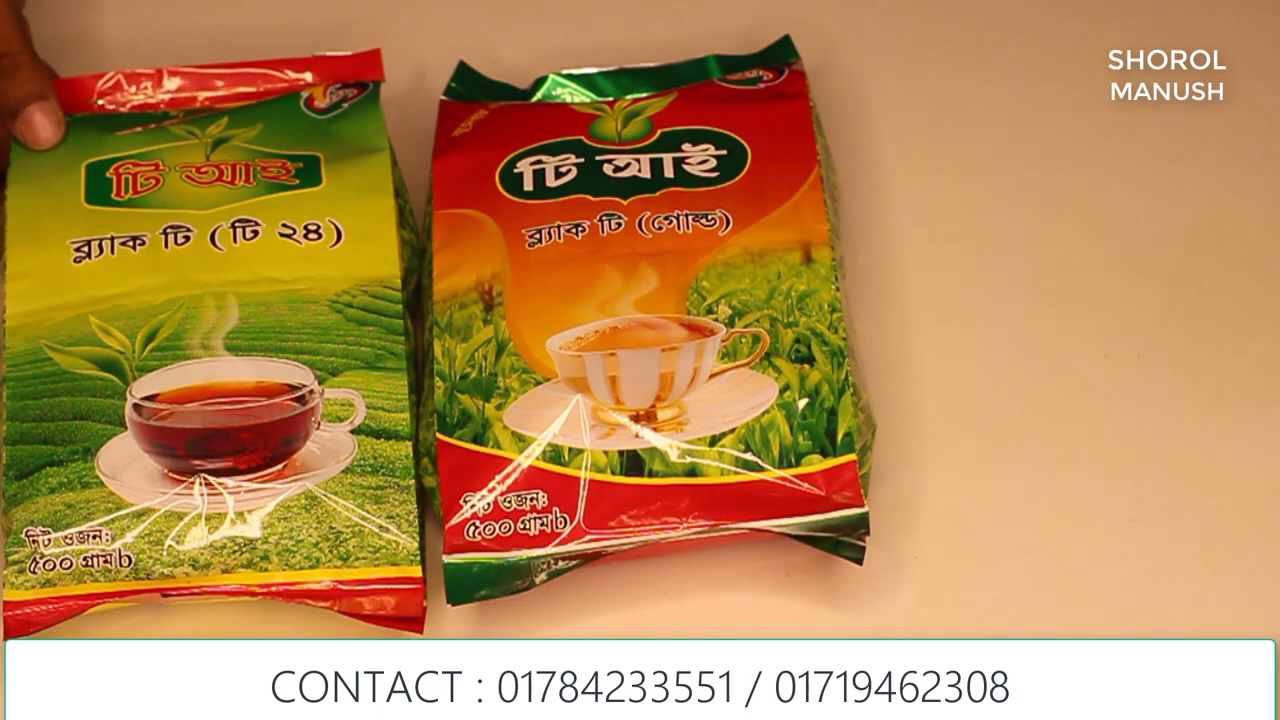 SHOROL
MANUSH
টি আই
ব্ল্যাক টি (টি ২৪)
নিট ওজন:
৫০০ গ্রাম b
টি আই
ব্ল্যাক টি (গোল্ড)
নিট ওজন:
৫০০ গ্রাম b
CONTACT : 01784233551 / 01719462308